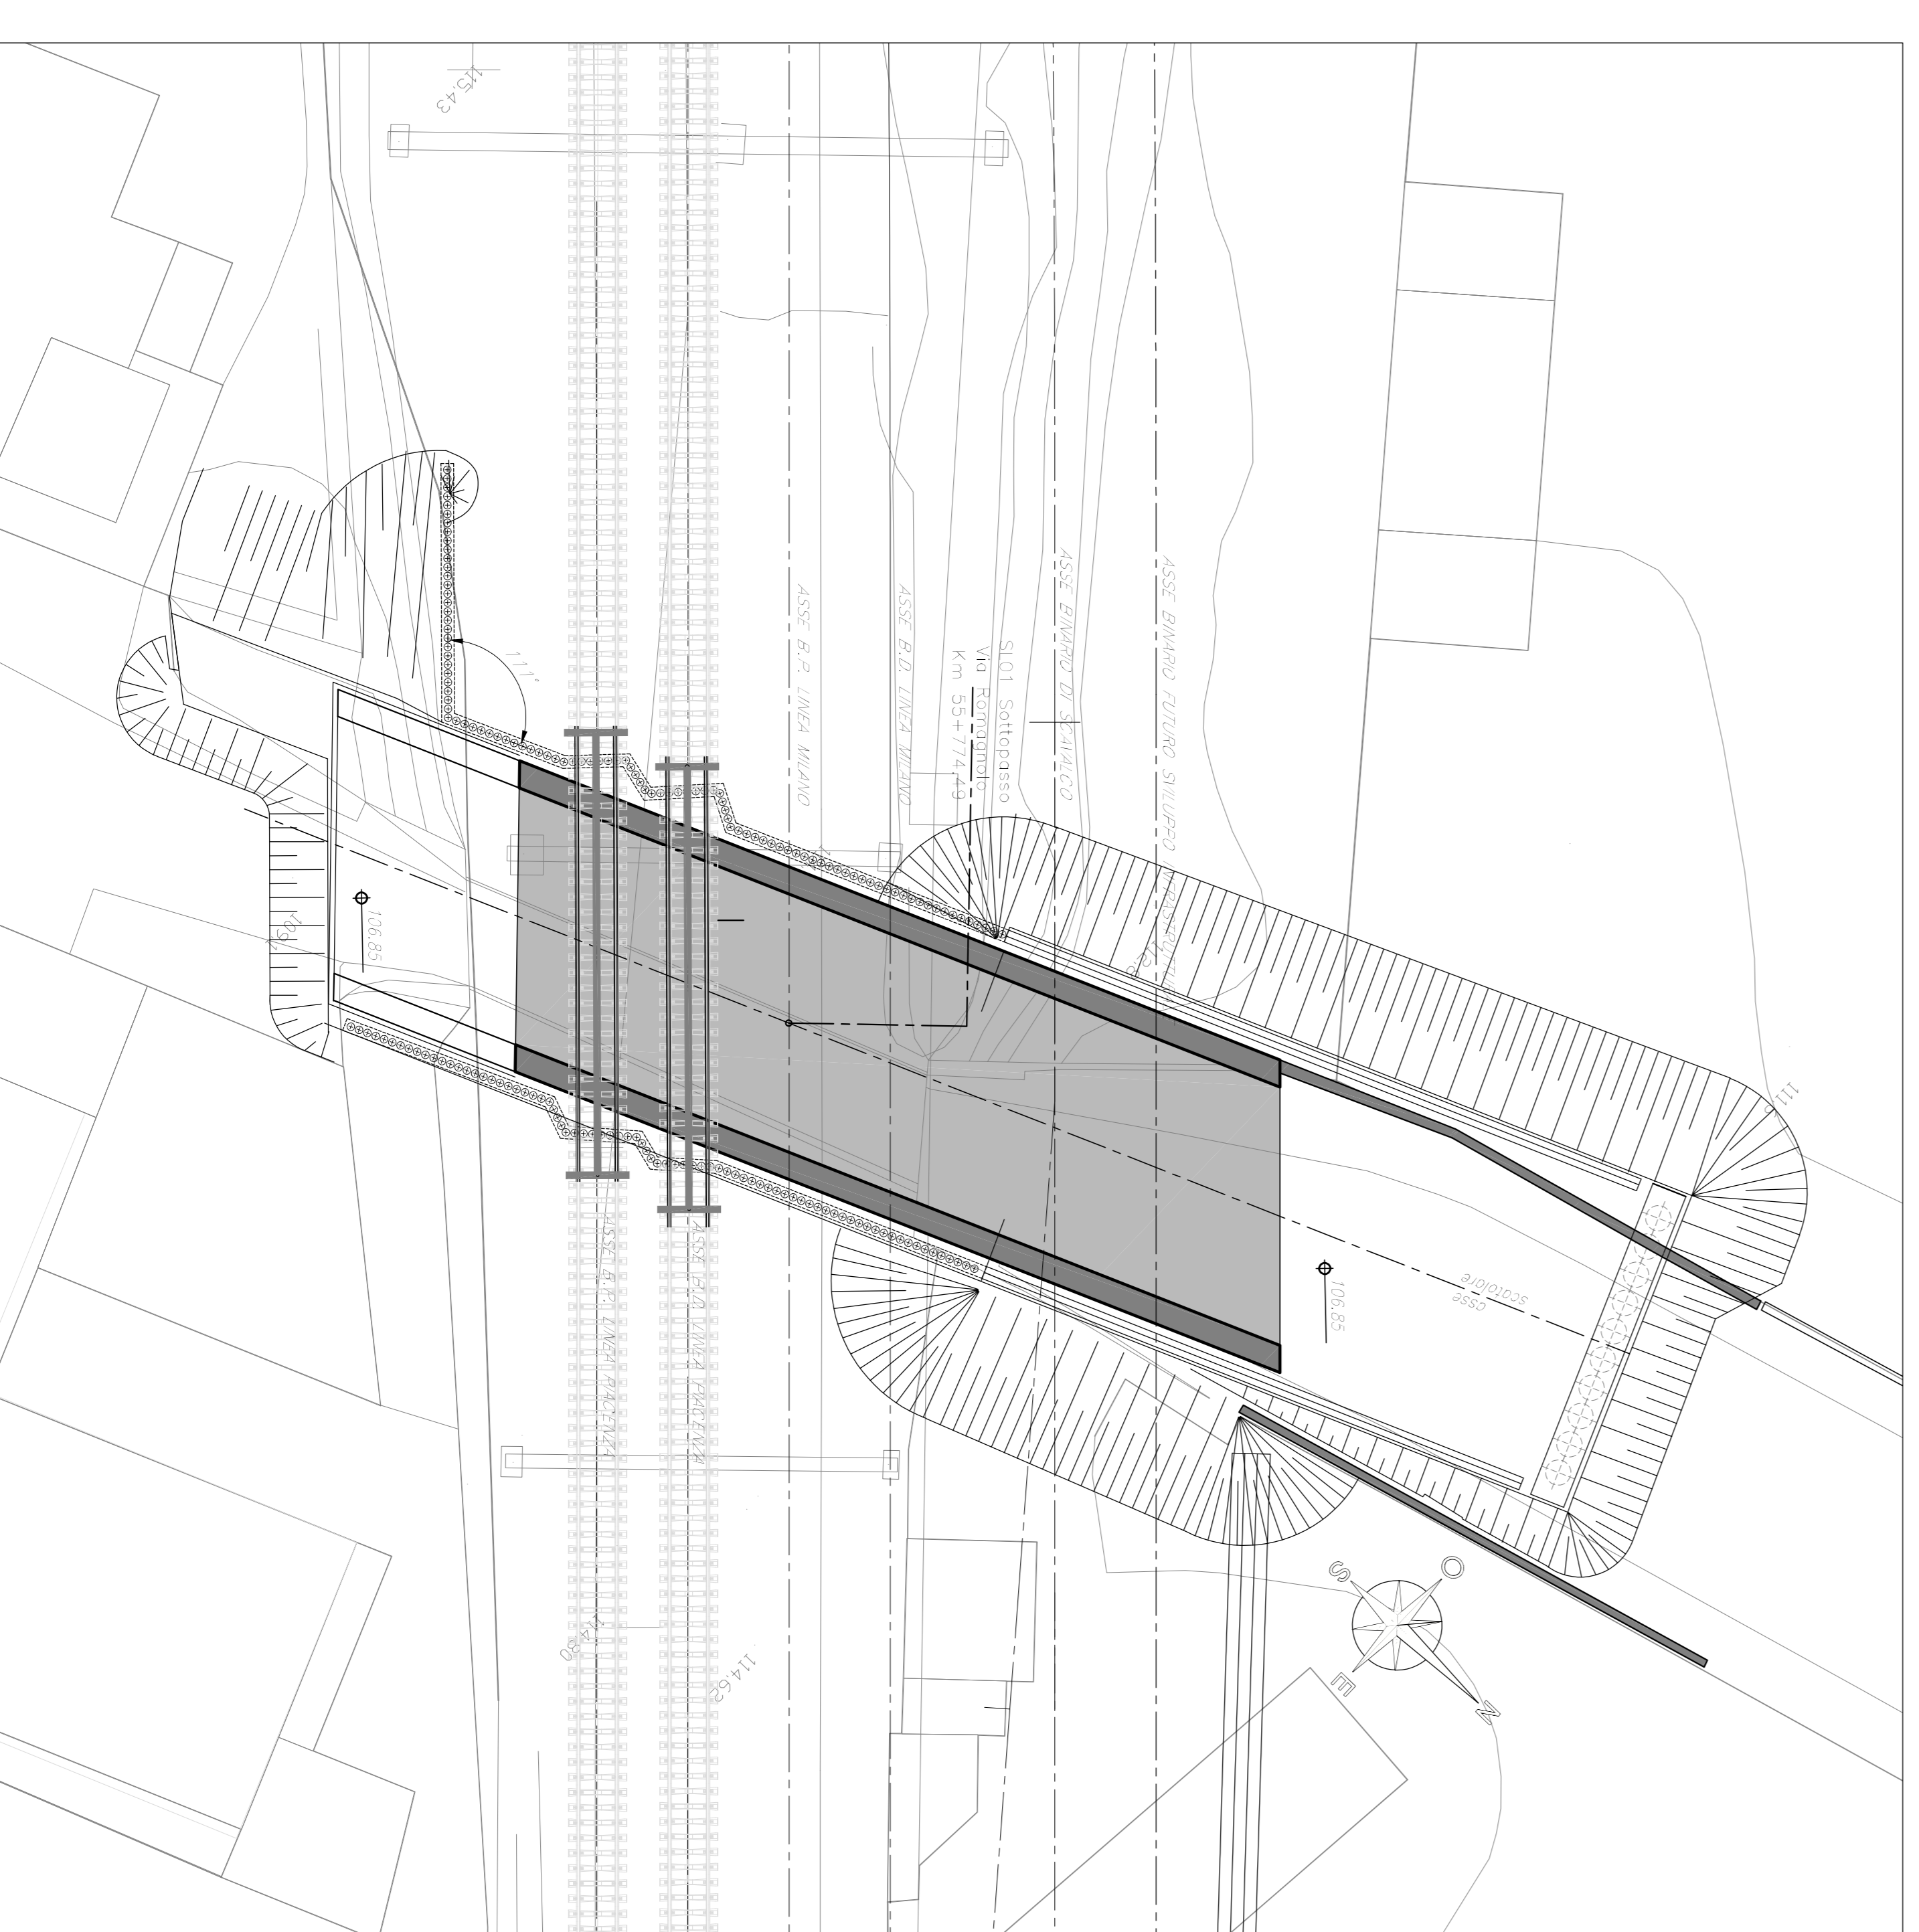 115.43
111°
ASSE B.P. LINEA MILANO
ASSE B.D. LINEA MILANO
SL01 Sottopasso
Via Romagnolo
Km 55+774,49
ASSE BINARIO DI SCALVLCO
ASSE BINARIO FUTURO SVILUPPO INFRASTRUTTURALE
106.85
106.85
asse
scatolare
ASSE B.P. LINEA PIACENZA
ASSE B.D. LINEA PIACENZA
114.80
114.62
S
O
E
N